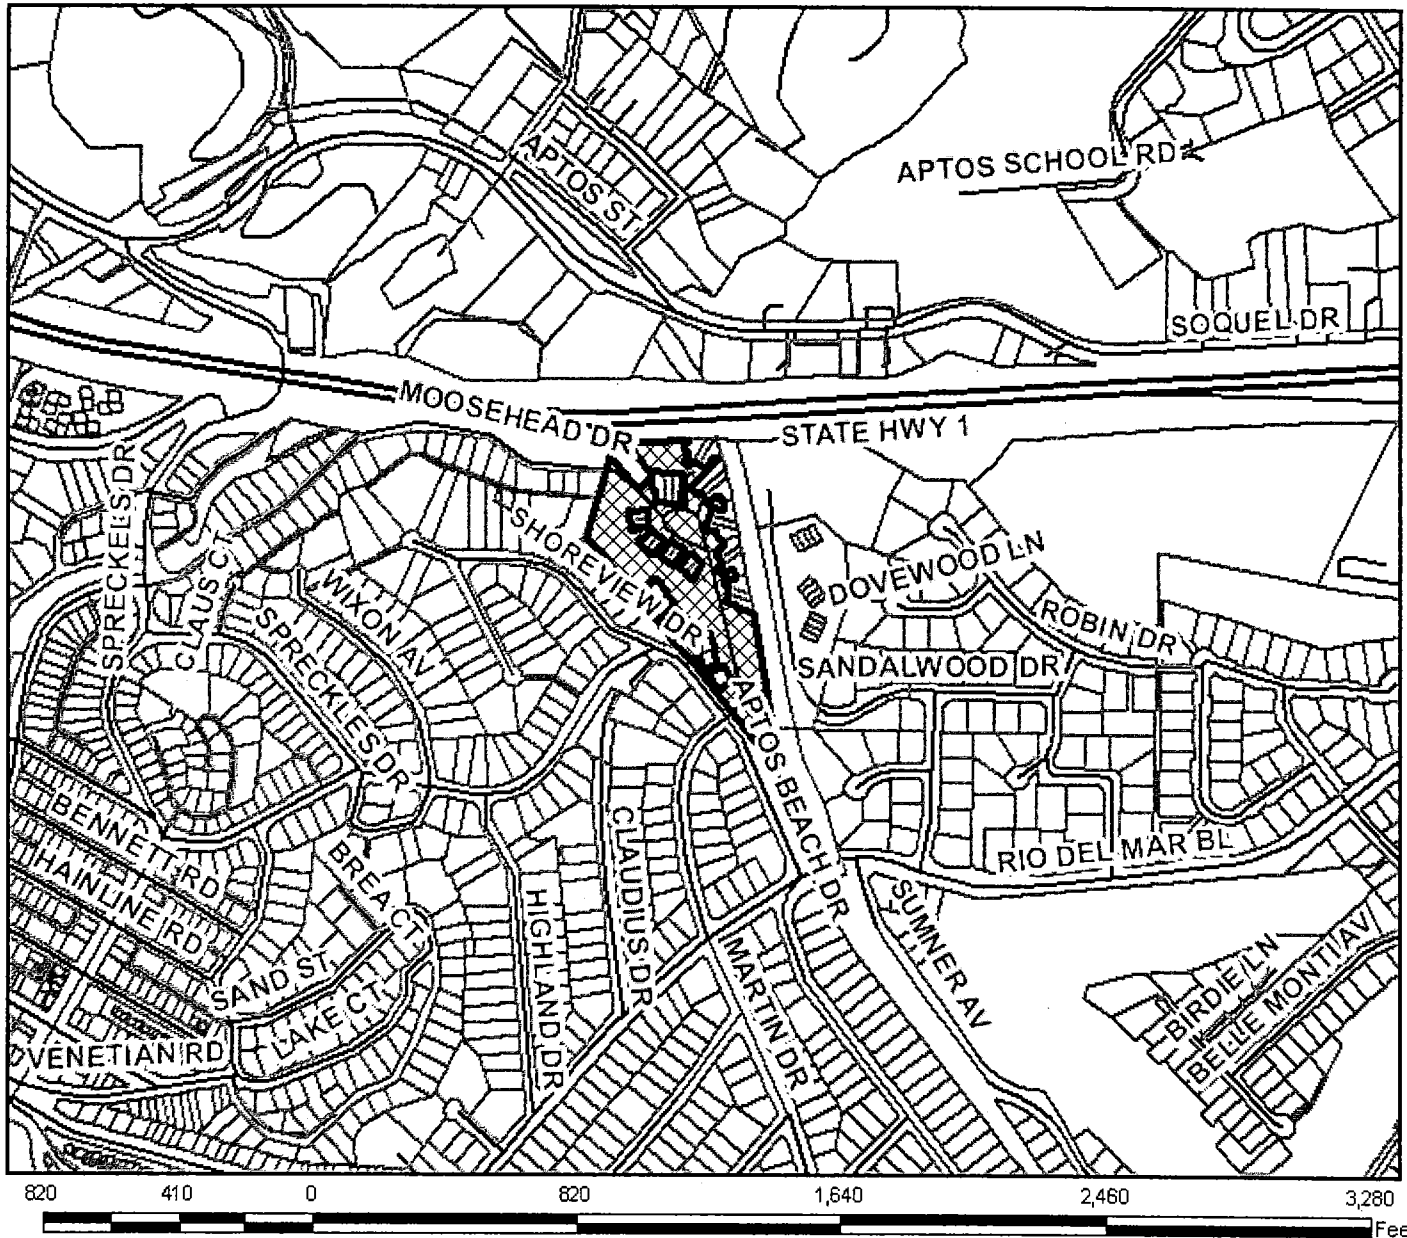 APTOS ST
APTOS SCHOOL RD
SOQUEL DR
MOOSEHEAD DR
STATE HWY 1
SPRECKELS DR
CLAUS CT
WIXON AV
SPRECKLES DR
SHOREVIEW DR
DOVEWOOD LN
ROBIN DR
SANDALWOOD DR
APTOS BEACH DR
BENNETT RD
HAINLINE RD
BREA CT
SAND ST
LAKE CT
VENETIAN RD
HIGHLAND DR
CLAUDIUS DR
MARTIN DR
SUMNER AV
RIO DEL MAR BL
BIRDIE LN
BELLE MONTI AV
820 410 0 820 1,640 2,460 3,280
Fee